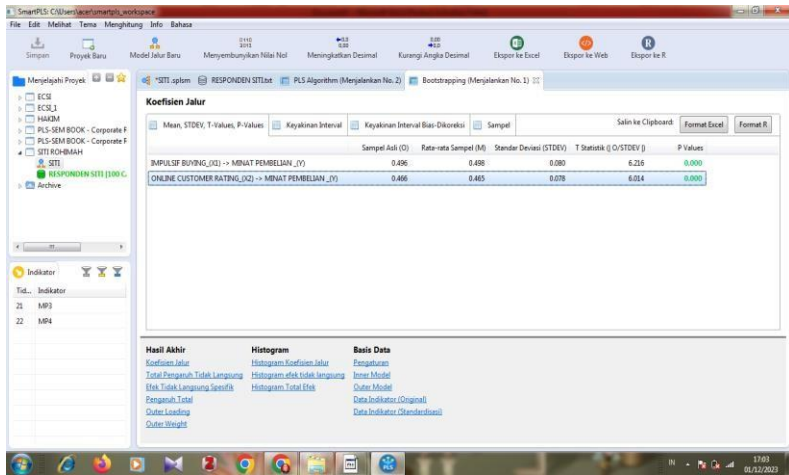 SmartPLS: C:\Users\acer\smartpls_workspace
File Edit Melihat Tema Menghitung Info Bahasa
Simpan Proyek Baru Model Jalur Baru Menyembunyikan Nilai Nol Meningkatkan Desimal Kurangi Angka Desimal Ekspor ke Excel Ekspor ke Web Ekspor ke R
Menjelajahi Proyek
ECSI
ECSI_1
HAKIM
PLS-SEM BOOK - Corporate F
PLS-SEM BOOK - Corporate F
SITI ROHIMAH
SITI
RESPONDEN SITI [100 C
Archive
*SITI.splsm RESPONDEN SITI.txt PLS Algorithm (Menjalankan No. 2) Bootstrapping (Menjalankan No. 1)
Koefisien Jalur
Mean, STDEV, T-Values, P-Values Keyakinan Interval Keyakinan Interval Bias-Dikoreksi Sampel Salin ke Clipboard: Format Excel Format R
Sampel Asli (O) Rata-rata Sampel (M) Standar Deviasi (STDEV) T Statistik (| O/STDEV |) P Values
IMPULSIF BUYING_(X1) -> MINAT PEMBELIAN _(Y) 0.496 0.498 0.080 6.216 0.000
ONLINE CUSTOMER RATING_(X2) -> MINAT PEMBELIAN _(Y) 0.466 0.465 0.078 6.014 0.000
Indikator
Tid... Indikator
21 MP3
22 MP4
Hasil Akhir
Koefisien Jalur
Total Pengaruh Tidak Langsung
Efek Tidak Langsung Spesifik
Pengaruh Total
Outer Loading
Outer Weight
Histogram
Histogram Koefisien Jalur
Histogram efek tidak langsung
Histogram Total Efek
Basis Data
Pengaturan
Inner Model
Outer Model
Data Indikator (Original)
Data Indikator (Standardisasi)
IN
17:03
01/12/2023